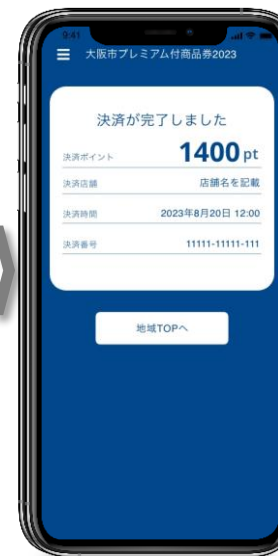 9:41
大阪市プレミアム付商品券2023
決済が完了しました
決済ポイント 1400 pt
決済店舗 店舗名を記載
決済時間 2023年8月20日 12:00
決済番号 11111-11111-111
地域TOPへ